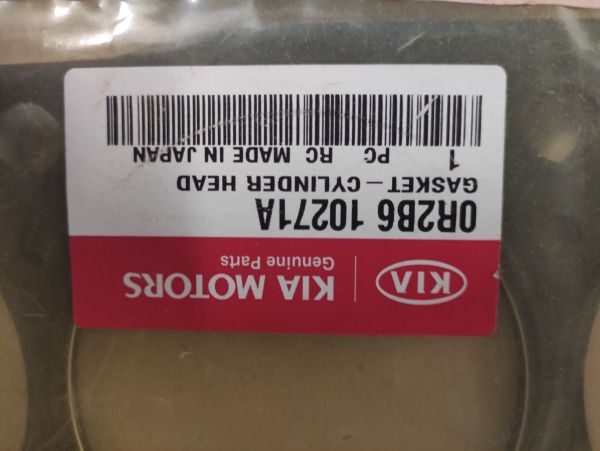 KIA KIA MOTORS
Genuine Parts
0R2B6 10271A
GASKET-CYLINDER HEAD
1 PC RC MADE IN JAPAN